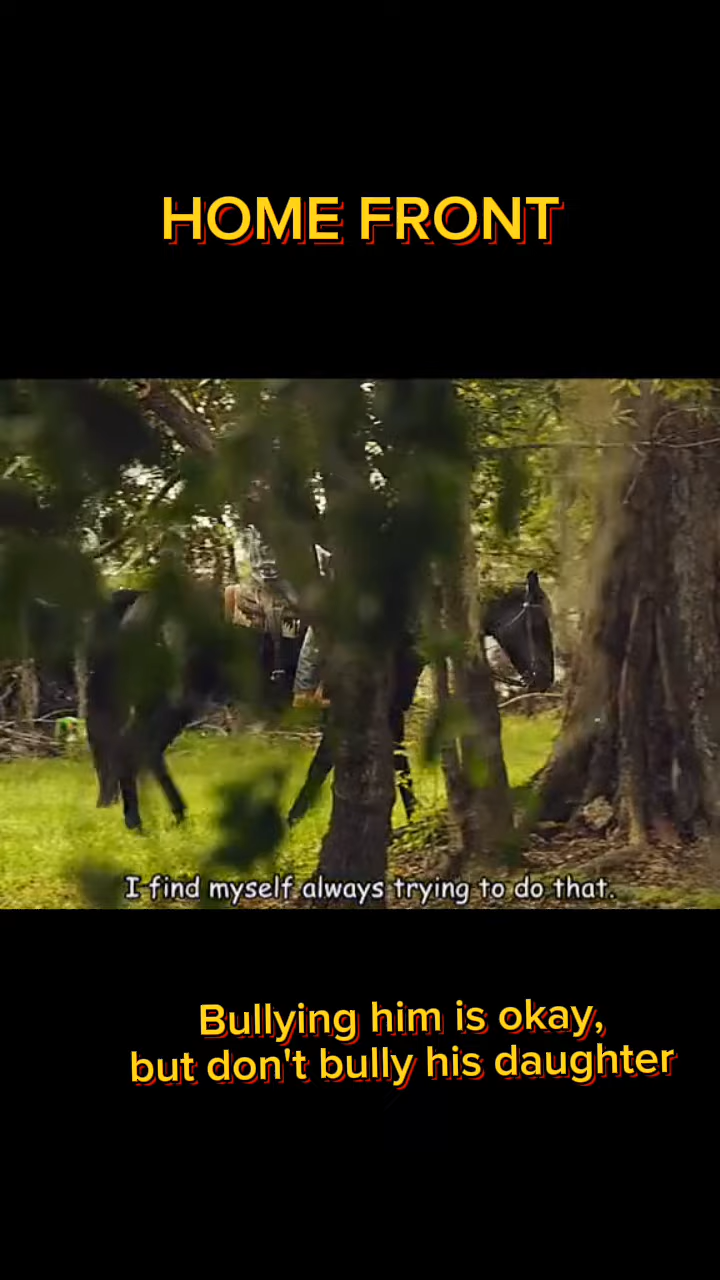 HOME FRONT
I find myself always trying to do that.
Bullying him is okay,
but don't bully his daughter